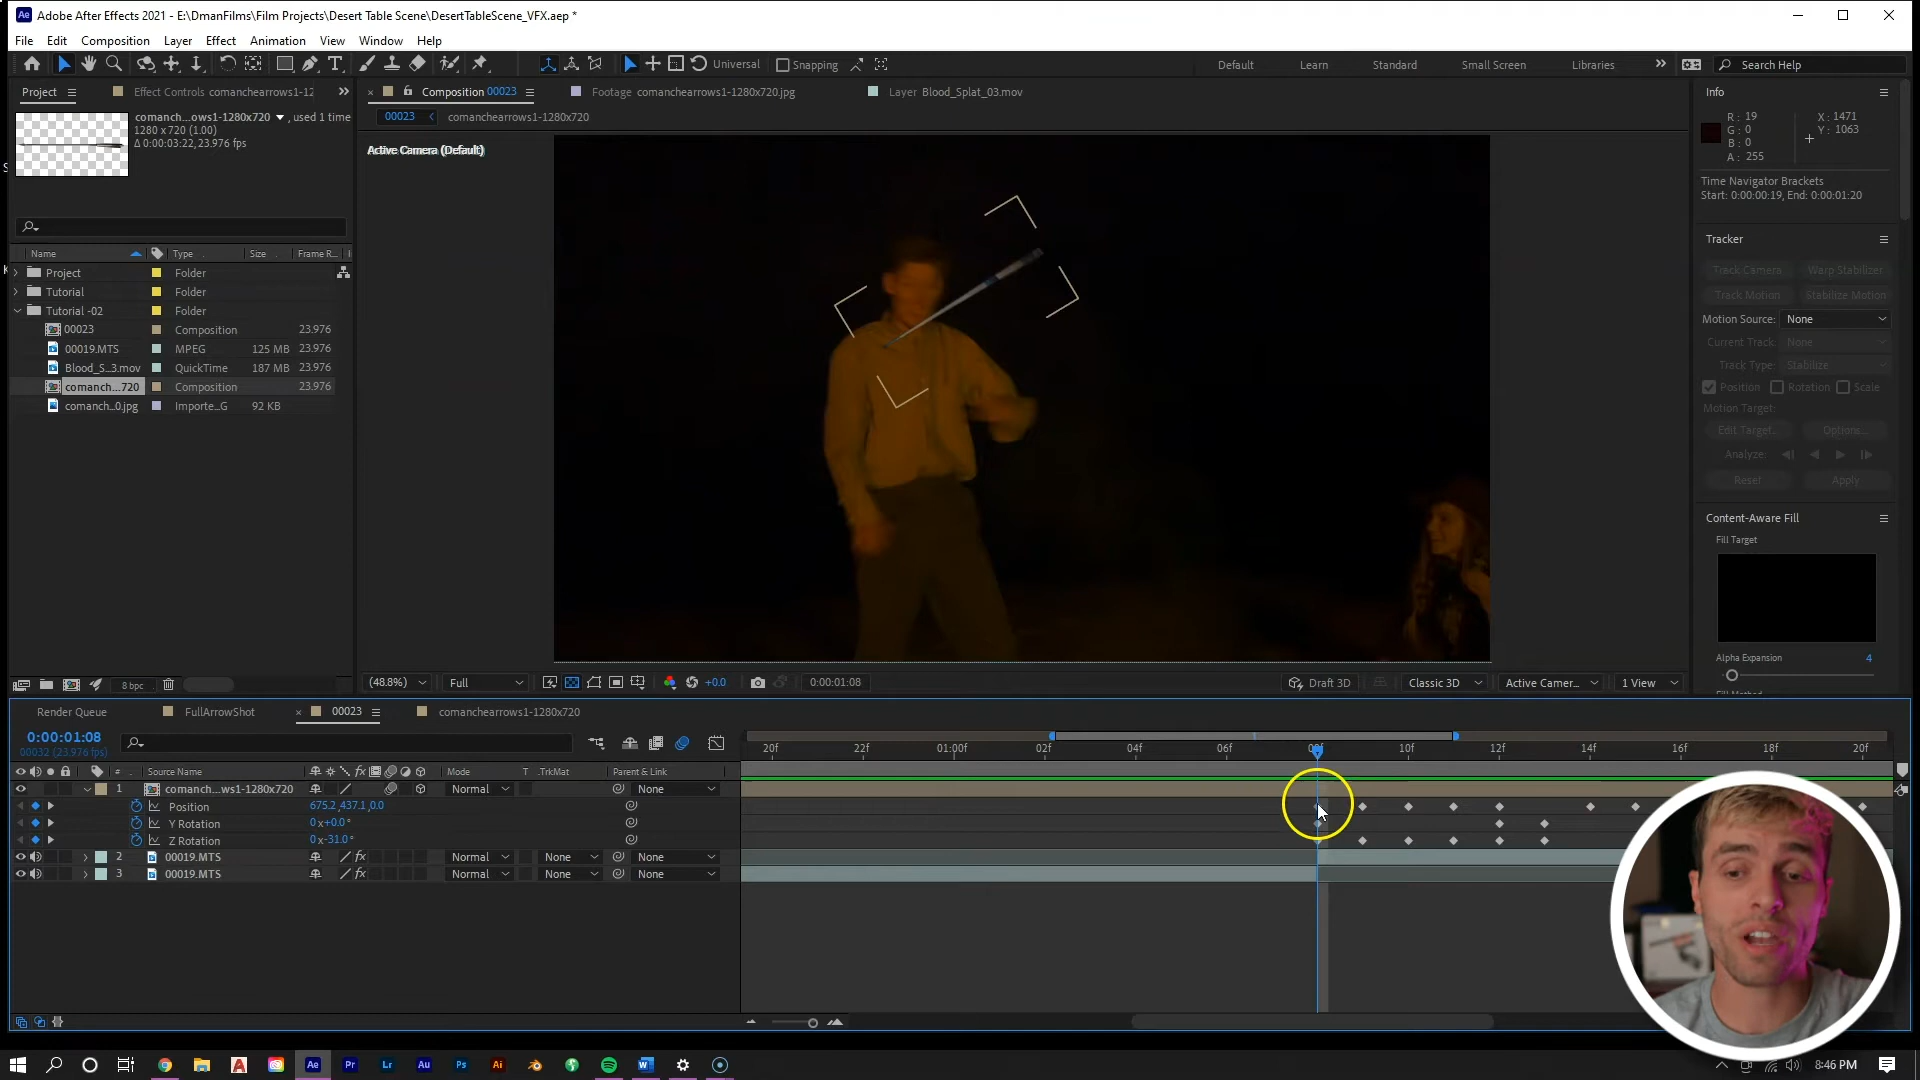 Adobe After Effects 2021 - E:\DmanFilms\Film Projects\Desert Table Scene\DesertTableScene_VFX.aep *
File Edit Composition Layer Effect Animation View Window Help
Universal Snapping Default Learn Standard Small Screen Libraries Search Help
Project Effect Controls comanchearrows1-12 Composition 00023 Footage comanchearrows1-1280x720.jpg Layer Blood_Splat_03.mov Info
comanch...ows1-1280x720 , used 1 time 00023 comanchearrows1-1280x720 R : 19 X : 1471
1280 x 720 (1.00) G : 0 Y : 1063
Δ 0:00:03:22, 23.976 fps B : 0
Active Camera (Default) A : 255
Time Navigator Brackets
Start: 0:00:00:19, End: 0:00:01:20
Tracker
Name Type Size Frame R...
Project Folder Track Camera Warp Stabilizer
Tutorial Folder Track Motion Stabilize Motion
Tutorial -02 Folder Motion Source: None
00023 Composition 23.976 Current Track: None
00019.MTS MPEG 125 MB 23.976 Track Type: Stabilize
Blood_S...3.mov QuickTime 187 MB 23.976
comanch...720 Composition 23.976 Position Rotation Scale
comanch...0.jpg Importe...G 92 KB Motion Target:
Edit Target... Options...
Analyze:
Reset Apply
Content-Aware Fill
Fill Target
Alpha Expansion 4
8 bpc (48.8%) Full +0.0 0:00:01:08 Draft 3D Classic 3D Active Camer... 1 View
Render Queue FullArrowShot 00023 comanchearrows1-1280x720
0:00:01:08
00032 (23.976 fps) 20f 22f 01:00f 02f 04f 06f 08f 10f 12f 14f 16f 18f 20f
# Source Name Mode T .TrkMat Parent & Link
1 comanch...ws1-1280x720 Normal None
Position 675.2,437.1,0.0
Y Rotation 0x+0.0°
Z Rotation 0x-31.0°
2 00019.MTS Normal None None
3 00019.MTS Normal None None
8:46 PM